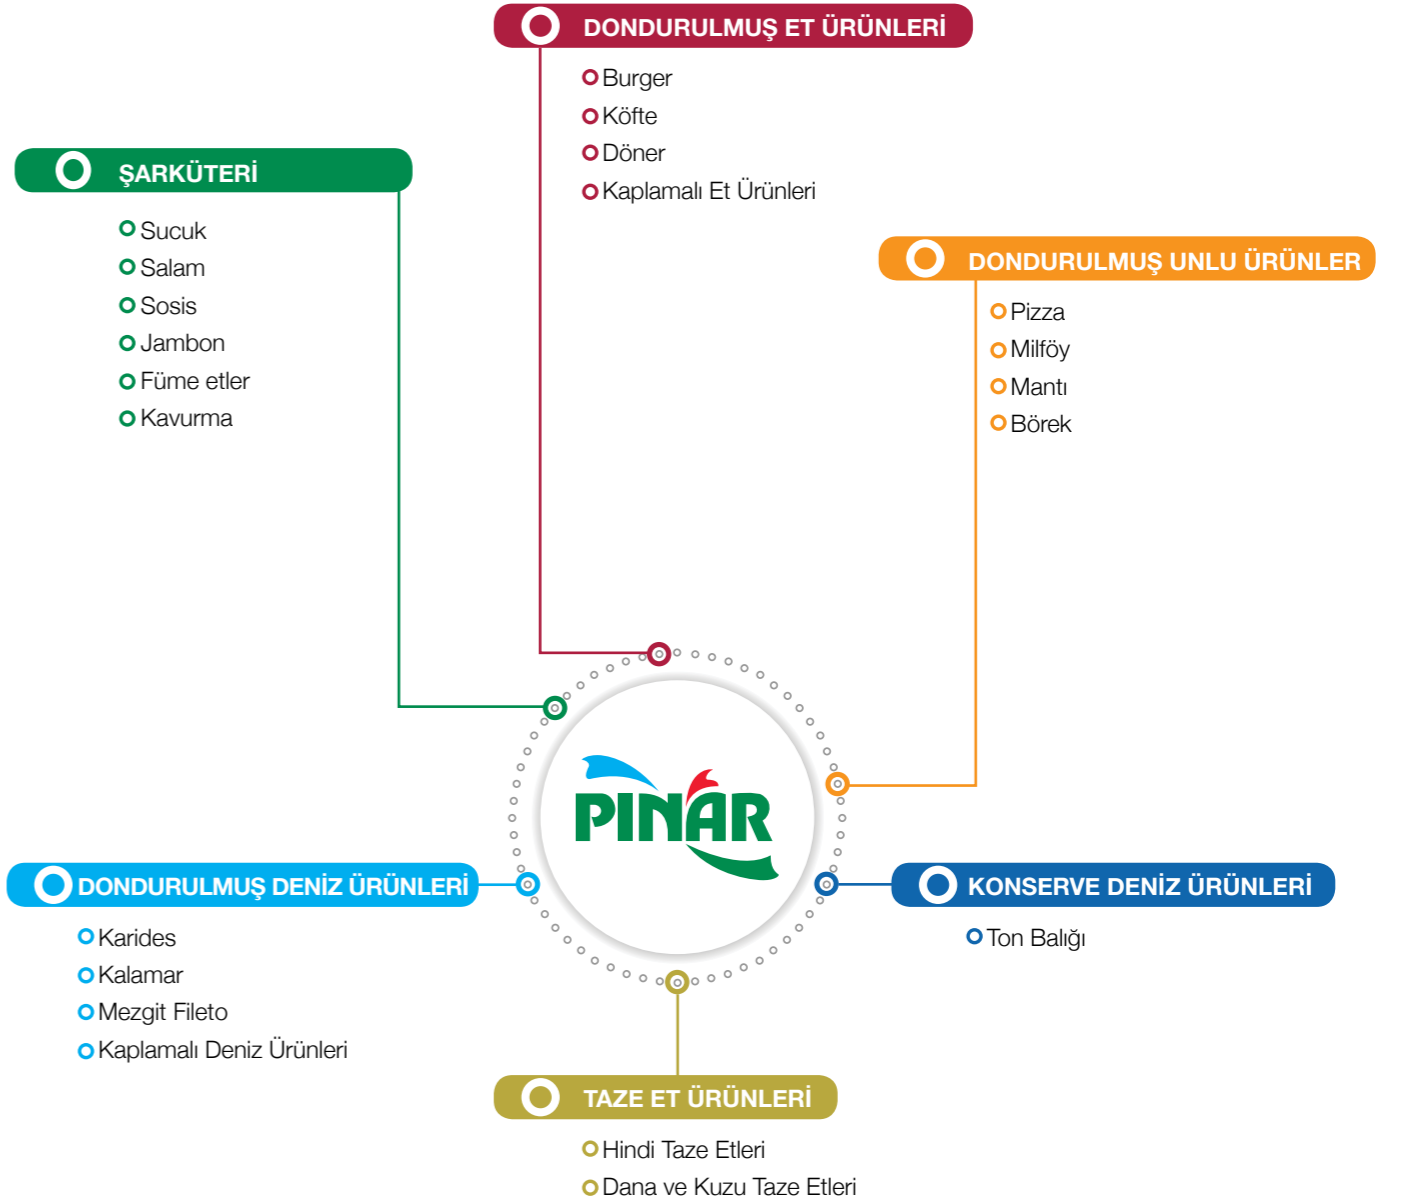 DONDURULMUŞ ET ÜRÜNLERİ
Burger
Köfte
Döner
Kaplamalı Et Ürünleri
ŞARKÜTERİ
Sucuk
Salam
Sosis
Jambon
Füme etler
Kavurma
DONDURULMUŞ UNLU ÜRÜNLER
Pizza
Milföy
Mantı
Börek
PINAR
DONDURULMUŞ DENİZ ÜRÜNLERİ
Karides
Kalamar
Mezgit Fileto
Kaplamalı Deniz Ürünleri
KONSERVE DENİZ ÜRÜNLERİ
Ton Balığı
TAZE ET ÜRÜNLERİ
Hindi Taze Etleri
Dana ve Kuzu Taze Etleri